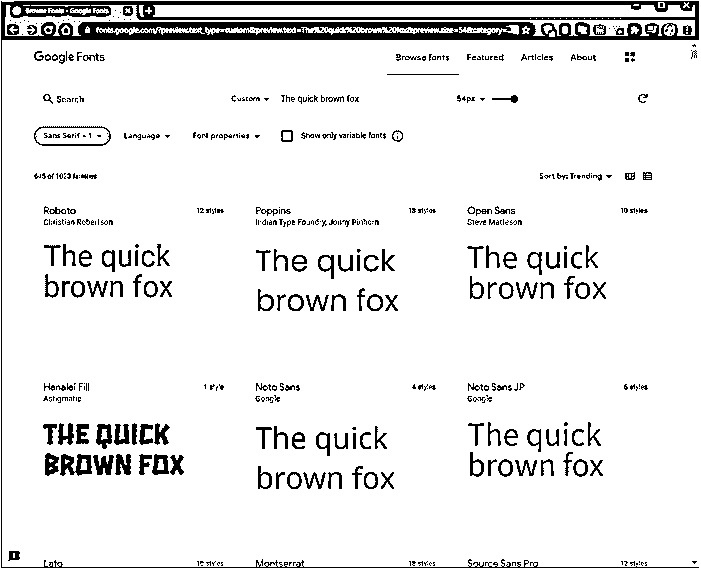 Browse Fonts - Google Fonts
fonts.google.com/?preview.text_type=custom&preview.text=The%20quick%20brown%20fox&preview.size=54&category=
Google Fonts
Browse fonts Featured Articles About
Search Custom The quick brown fox 54px
Sans Serif + 1 Language Font properties Show only variable fonts
of families Sort by: Trending
Roboto 12 styles Poppins 18 styles Open Sans 10 styles
Christian Robertson Indian Type Foundry, Jonny Pinhorn Steve Matteson
The quick The quick The quick
brown fox brown fox brown fox
Hanalei Fill 1 style Noto Sans 4 styles Noto Sans JP 6 styles
Astigmatic Google Google
THE QUICK The quick The quick
BROWN FOX brown fox brown fox
Lato styles Montserrat 18 styles Source Sans Pro 12 styles